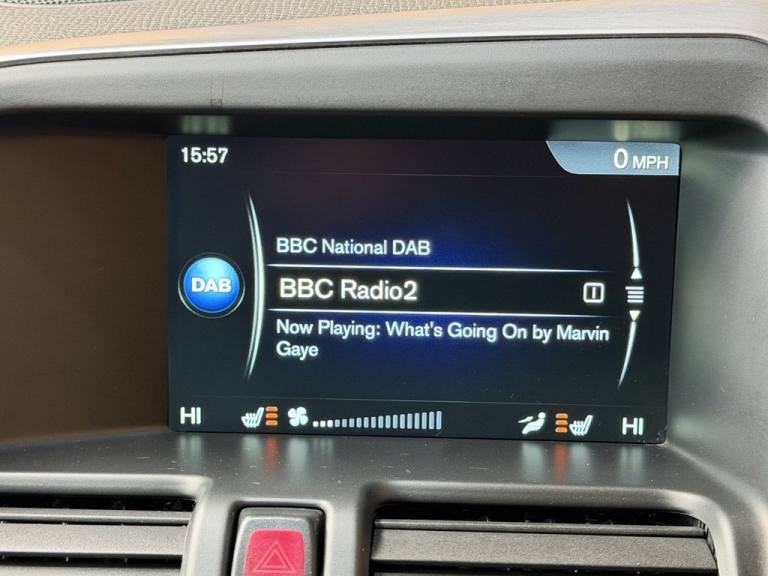 15:57
0 MPH
BBC National DAB
DAB
BBC Radio2
Now Playing: What's Going On by Marvin
Gaye
HI
HI